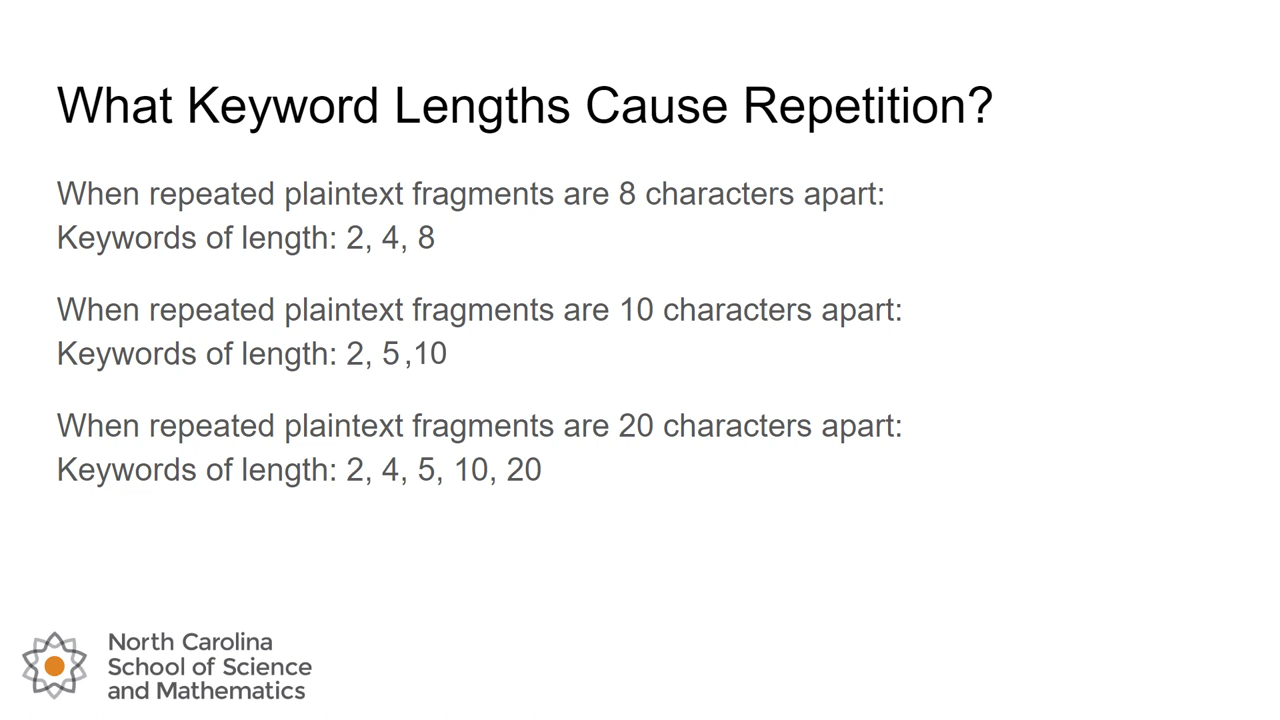 What Keyword Lengths Cause Repetition?
When repeated plaintext fragments are 8 characters apart:
Keywords of length: 2, 4, 8
When repeated plaintext fragments are 10 characters apart:
Keywords of length: 2, 5 ,10
When repeated plaintext fragments are 20 characters apart:
Keywords of length: 2, 4, 5, 10, 20
North Carolina
School of Science
and Mathematics